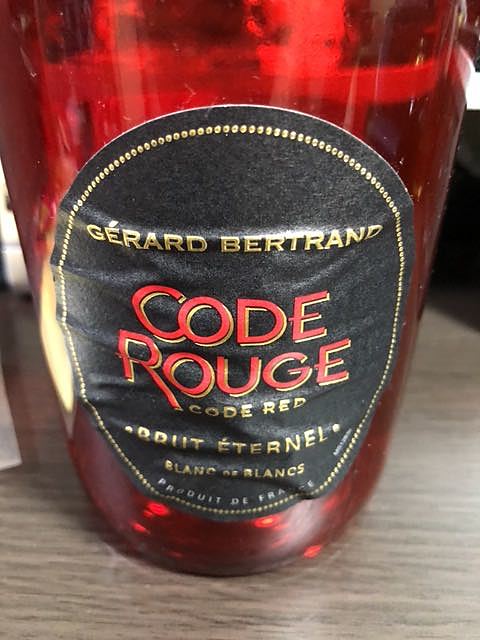 GÉRARD BERTRAND
CODE
ROUGE
CODE RED
• BRUT ÉTERNEL •
BLANC DE BLANCS
PRODUIT DE FRANCE